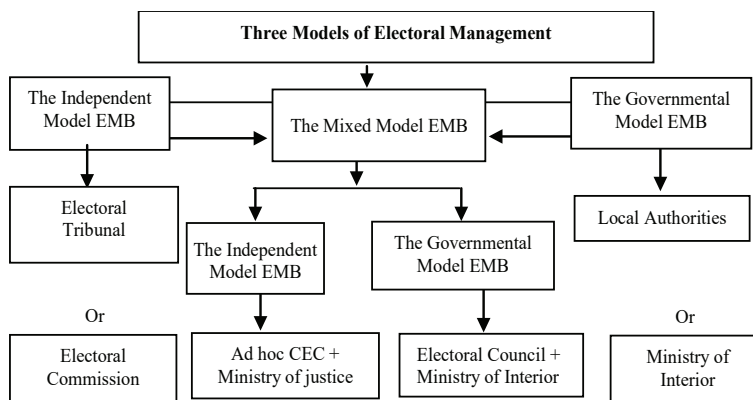 Three Models of Electoral Management
The Independent
Model EMB
The Mixed Model EMB
The Governmental
Model EMB
Electoral
Tribunal
The Independent
Model EMB
The Governmental
Model EMB
Local Authorities
Or
Electoral
Commission
Ad hoc CEC +
Ministry of justice
Electoral Council +
Ministry of Interior
Or
Ministry of
Interior